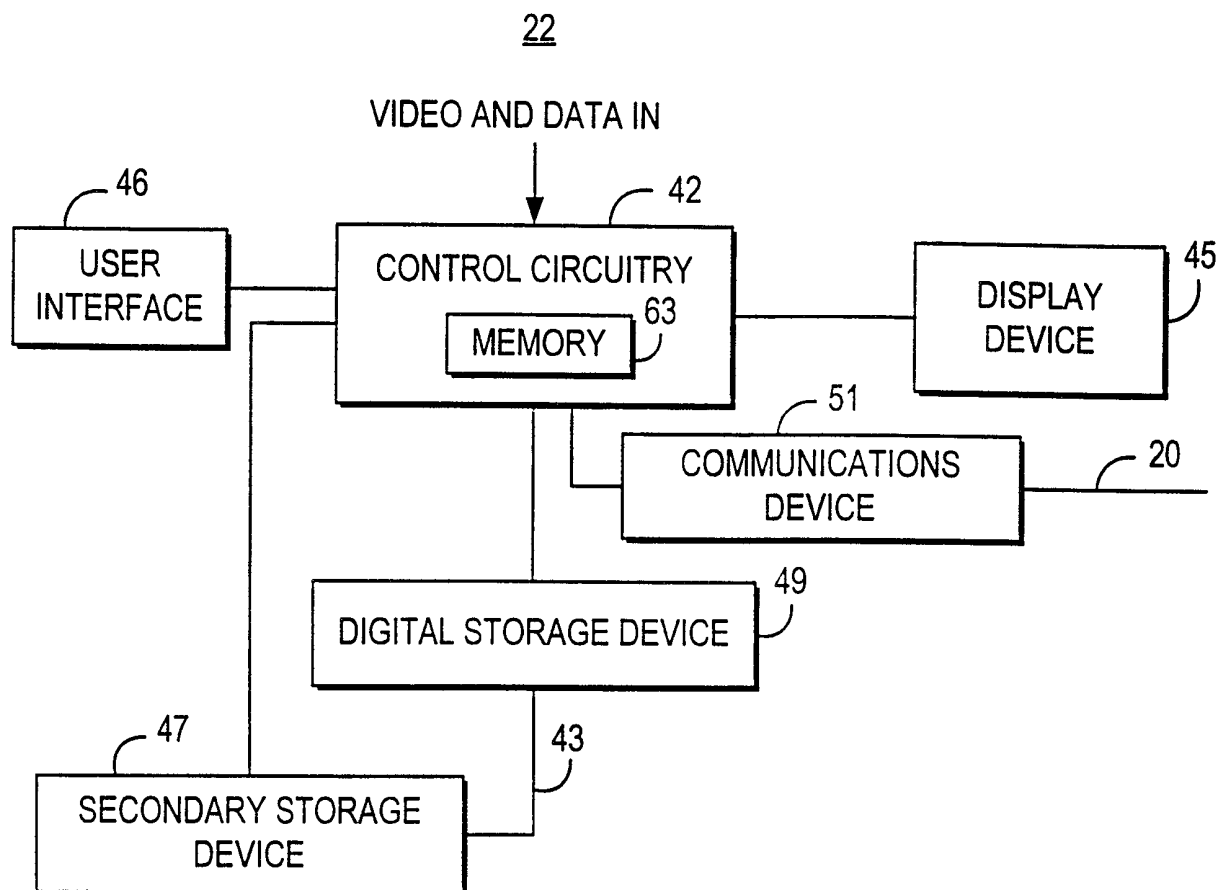 22
VIDEO AND DATA IN
46
USER
INTERFACE
42
CONTROL CIRCUITRY
63
MEMORY
45
DISPLAY
DEVICE
51
COMMUNICATIONS
DEVICE
20
49
DIGITAL STORAGE DEVICE
43
47
SECONDARY STORAGE
DEVICE